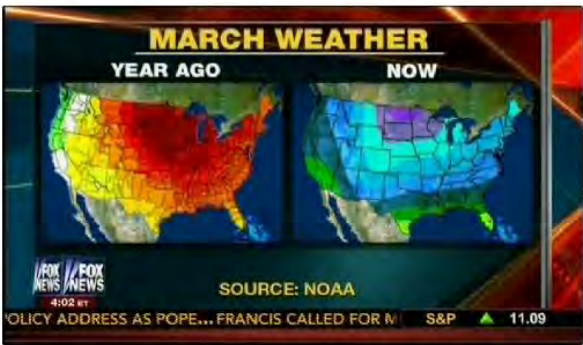 MARCH WEATHER
YEAR AGO
NOW
FOX NEWS FOX NEWS
4:02 ET
SOURCE: NOAA
OLICY ADDRESS AS POPE... FRANCIS CALLED FOR M
S&P ▲ 11.09